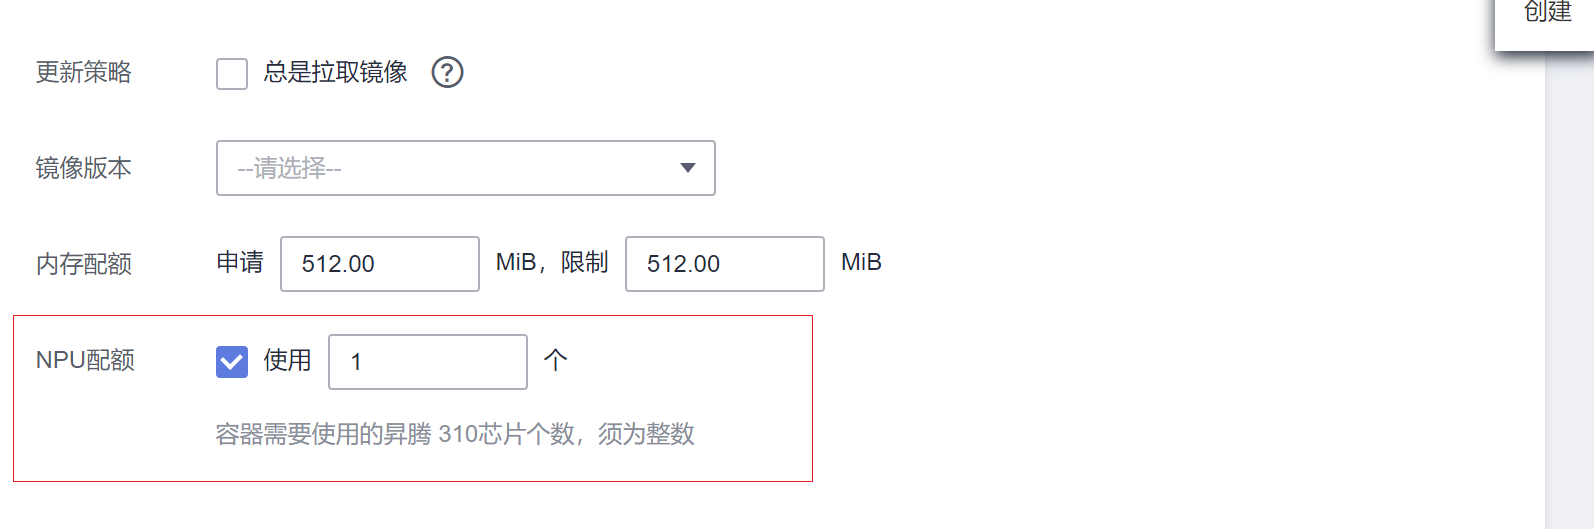 创建
更新策略 总是拉取镜像 ?
镜像版本 --请选择--
内存配额 申请 512.00 MiB，限制 512.00 MiB
NPU配额 使用 1 个
容器需要使用的昇腾 310芯片个数，须为整数